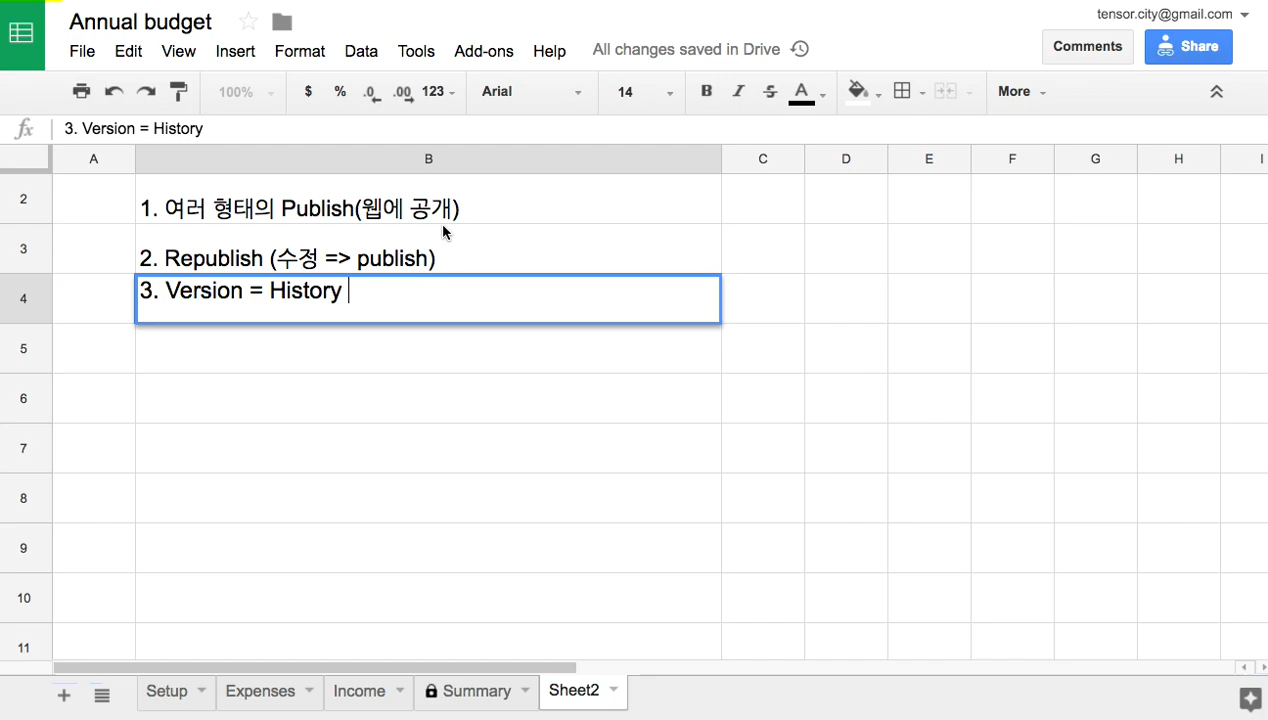 Annual budget
tensor.city@gmail.com
File Edit View Insert Format Data Tools Add-ons Help All changes saved in Drive
Comments Share
100% $ % .0 .00 123 Arial 14 B I S A More
fx 3. Version = History
A B C D E F G H I
2 1. 여러 형태의 Publish(웹에 공개)
3 2. Republish (수정 => publish)
4 3. Version = History
5
6
7
8
9
10
11
Setup Expenses Income Summary Sheet2